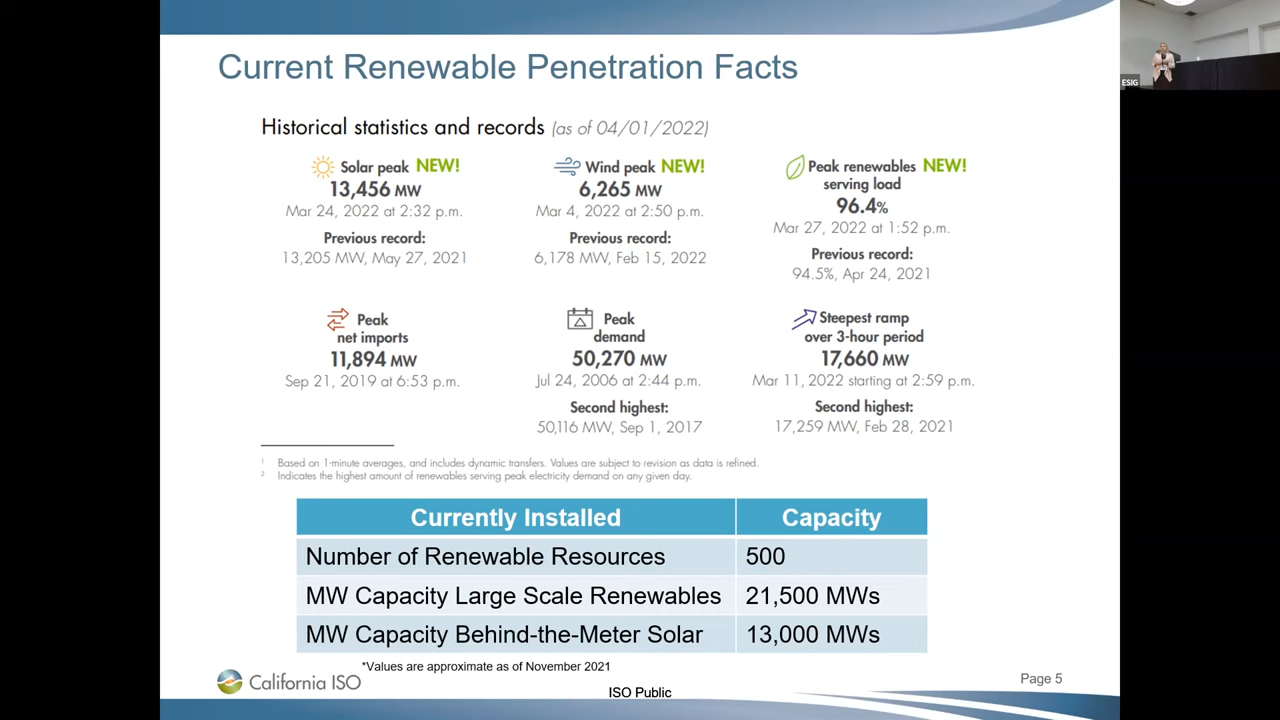 Current Renewable Penetration Facts
ESIG
Historical statistics and records (as of 04/01/2022)
Solar peak NEW!
13,456 MW
Mar 24, 2022 at 2:32 p.m.
Previous record:
13,205 MW, May 27, 2021
Wind peak NEW!
6,265 MW
Mar 4, 2022 at 2:50 p.m.
Previous record:
6,178 MW, Feb 15, 2022
Peak renewables NEW!
serving load
96.4%
Mar 27, 2022 at 1:52 p.m.
Previous record:
94.5%, Apr 24, 2021
Peak
net imports
11,894 MW
Sep 21, 2019 at 6:53 p.m.
Peak
demand
50,270 MW
Jul 24, 2006 at 2:44 p.m.
Second highest:
50,116 MW, Sep 1, 2017
Steepest ramp
over 3-hour period
17,660 MW
Mar 11, 2022 starting at 2:59 p.m.
Second highest:
17,259 MW, Feb 28, 2021
1 Based on 1-minute averages, and includes dynamic transfers. Values are subject to revision as data is refined.
2 Indicates the highest amount of renewables serving peak electricity demand on any given day.
Currently Installed Capacity
Number of Renewable Resources 500
MW Capacity Large Scale Renewables 21,500 MWs
MW Capacity Behind-the-Meter Solar 13,000 MWs
*Values are approximate as of November 2021
California ISO
ISO Public
Page 5